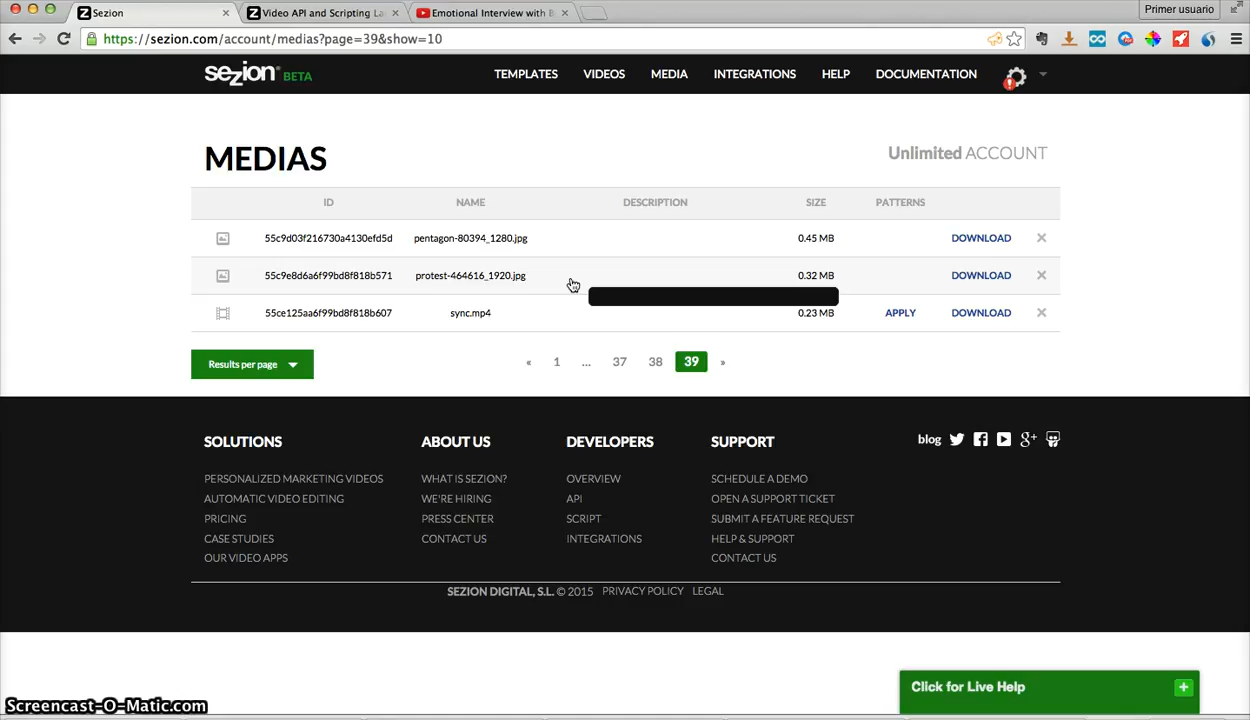 Sezion
Video API and Scripting La
Emotional Interview with B
Primer usuario
https://sezion.com/account/medias?page=39&show=10
sezion BETA
TEMPLATES VIDEOS MEDIA INTEGRATIONS HELP DOCUMENTATION
MEDIAS
Unlimited ACCOUNT
ID NAME DESCRIPTION SIZE PATTERNS
55c9d03f216730a4130efd5d pentagon-80394_1280.jpg 0.45 MB DOWNLOAD
55c9e8d6a6f99bd8f818b571 protest-464616_1920.jpg 0.32 MB DOWNLOAD
55ce125aa6f99bd8f818b607 sync.mp4 0.23 MB APPLY DOWNLOAD
Results per page
« 1 ... 37 38 39 »
SOLUTIONS
PERSONALIZED MARKETING VIDEOS
AUTOMATIC VIDEO EDITING
PRICING
CASE STUDIES
OUR VIDEO APPS
ABOUT US
WHAT IS SEZION?
WE'RE HIRING
PRESS CENTER
CONTACT US
DEVELOPERS
OVERVIEW
API
SCRIPT
INTEGRATIONS
SUPPORT
SCHEDULE A DEMO
OPEN A SUPPORT TICKET
SUBMIT A FEATURE REQUEST
HELP & SUPPORT
CONTACT US
blog
SEZION DIGITAL, S.L. © 2015 PRIVACY POLICY LEGAL
Click for Live Help
Screencast-O-Matic.com